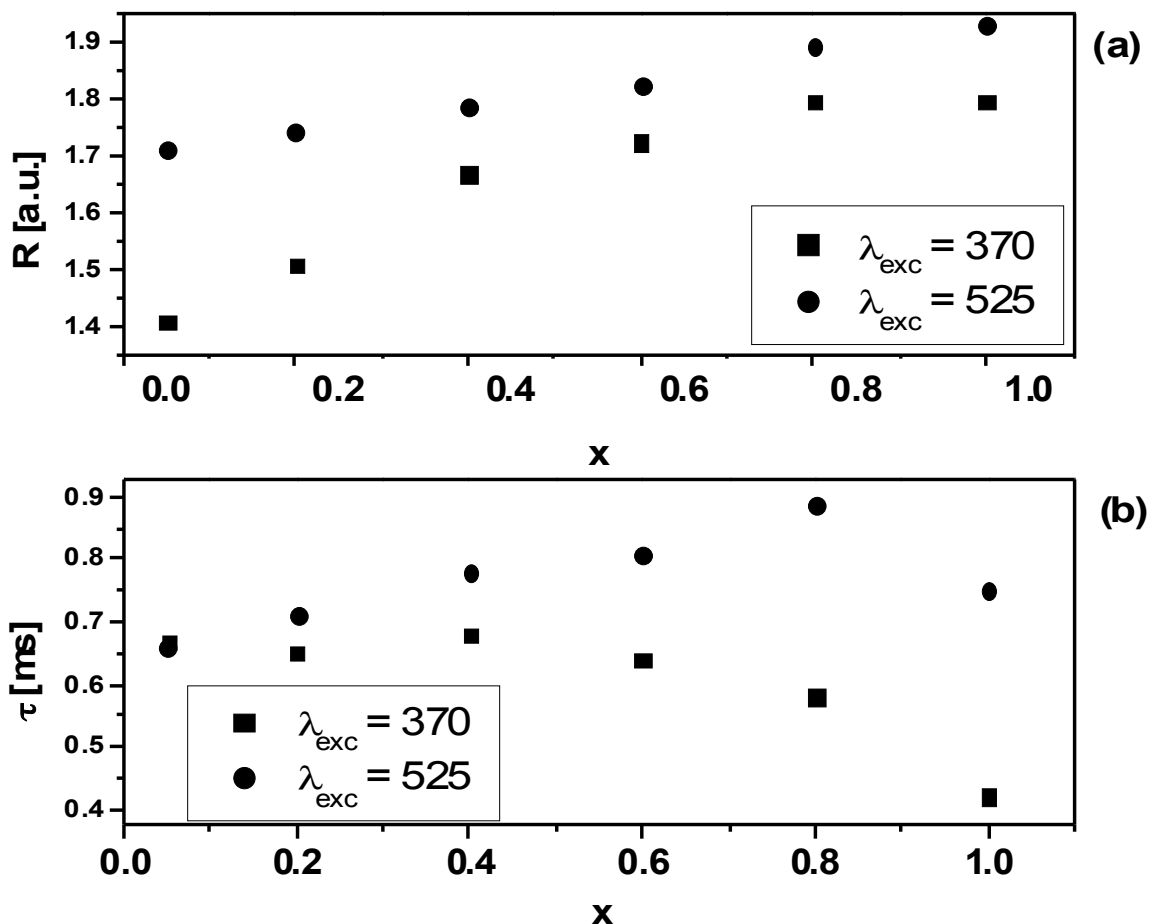 (a)
R [a.u.]
1.9
1.8
1.7
1.6
1.5
1.4
λexc = 370
λexc = 525
0.0 0.2 0.4 0.6 0.8 1.0
x
(b)
τ [ms]
0.9
0.8
0.7
0.6
0.5
0.4
λexc = 370
λexc = 525
0.0 0.2 0.4 0.6 0.8 1.0
x